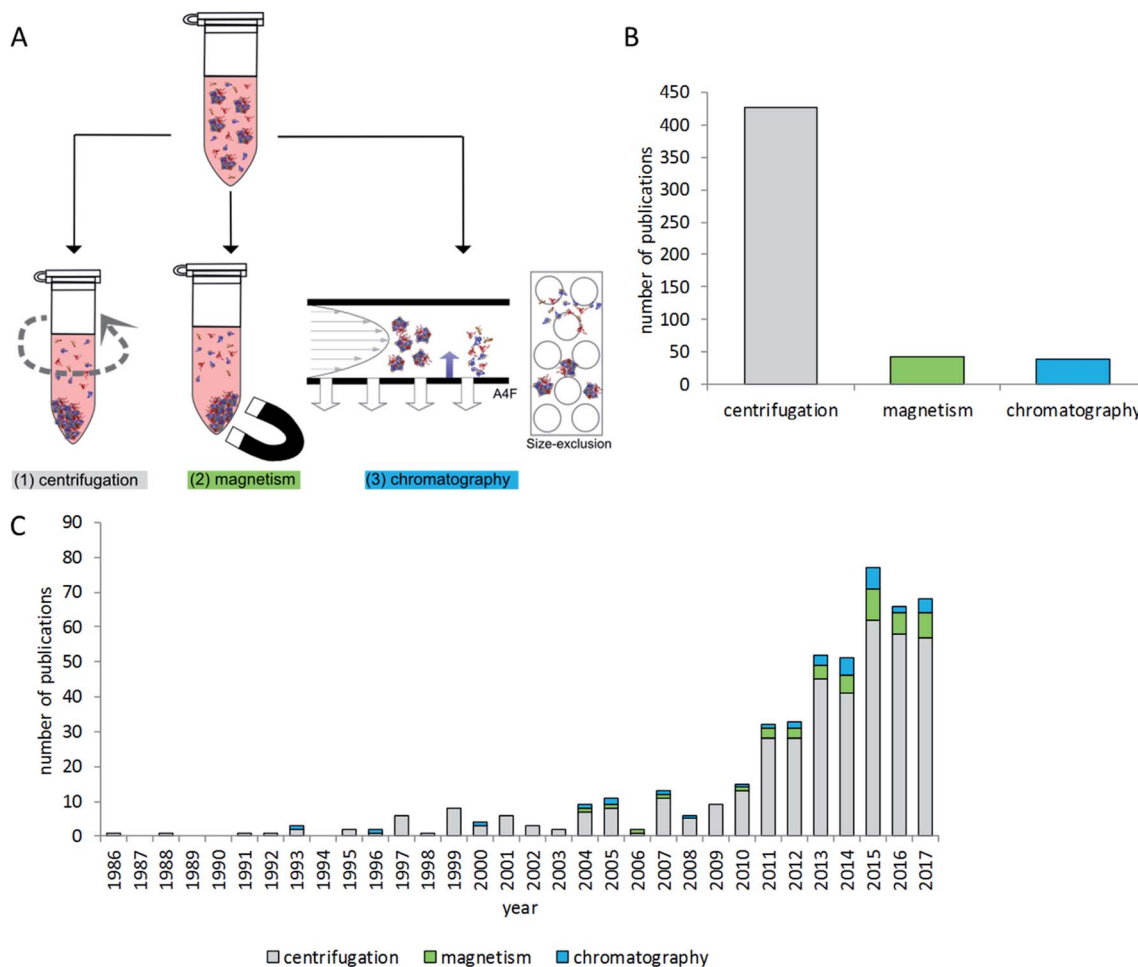 A
A4F
Size-exclusion
(1) centrifugation
(2) magnetism
(3) chromatography
B
number of publications
450
400
350
300
250
200
150
100
50
0
centrifugation magnetism chromatography
C
number of publications
90
80
70
60
50
40
30
20
10
0
1986 1987 1988 1989 1990 1991 1992 1993 1994 1995 1996 1997 1998 1999 2000 2001 2002 2003 2004 2005 2006 2007 2008 2009 2010 2011 2012 2013 2014 2015 2016 2017
year
centrifugation magnetism chromatography